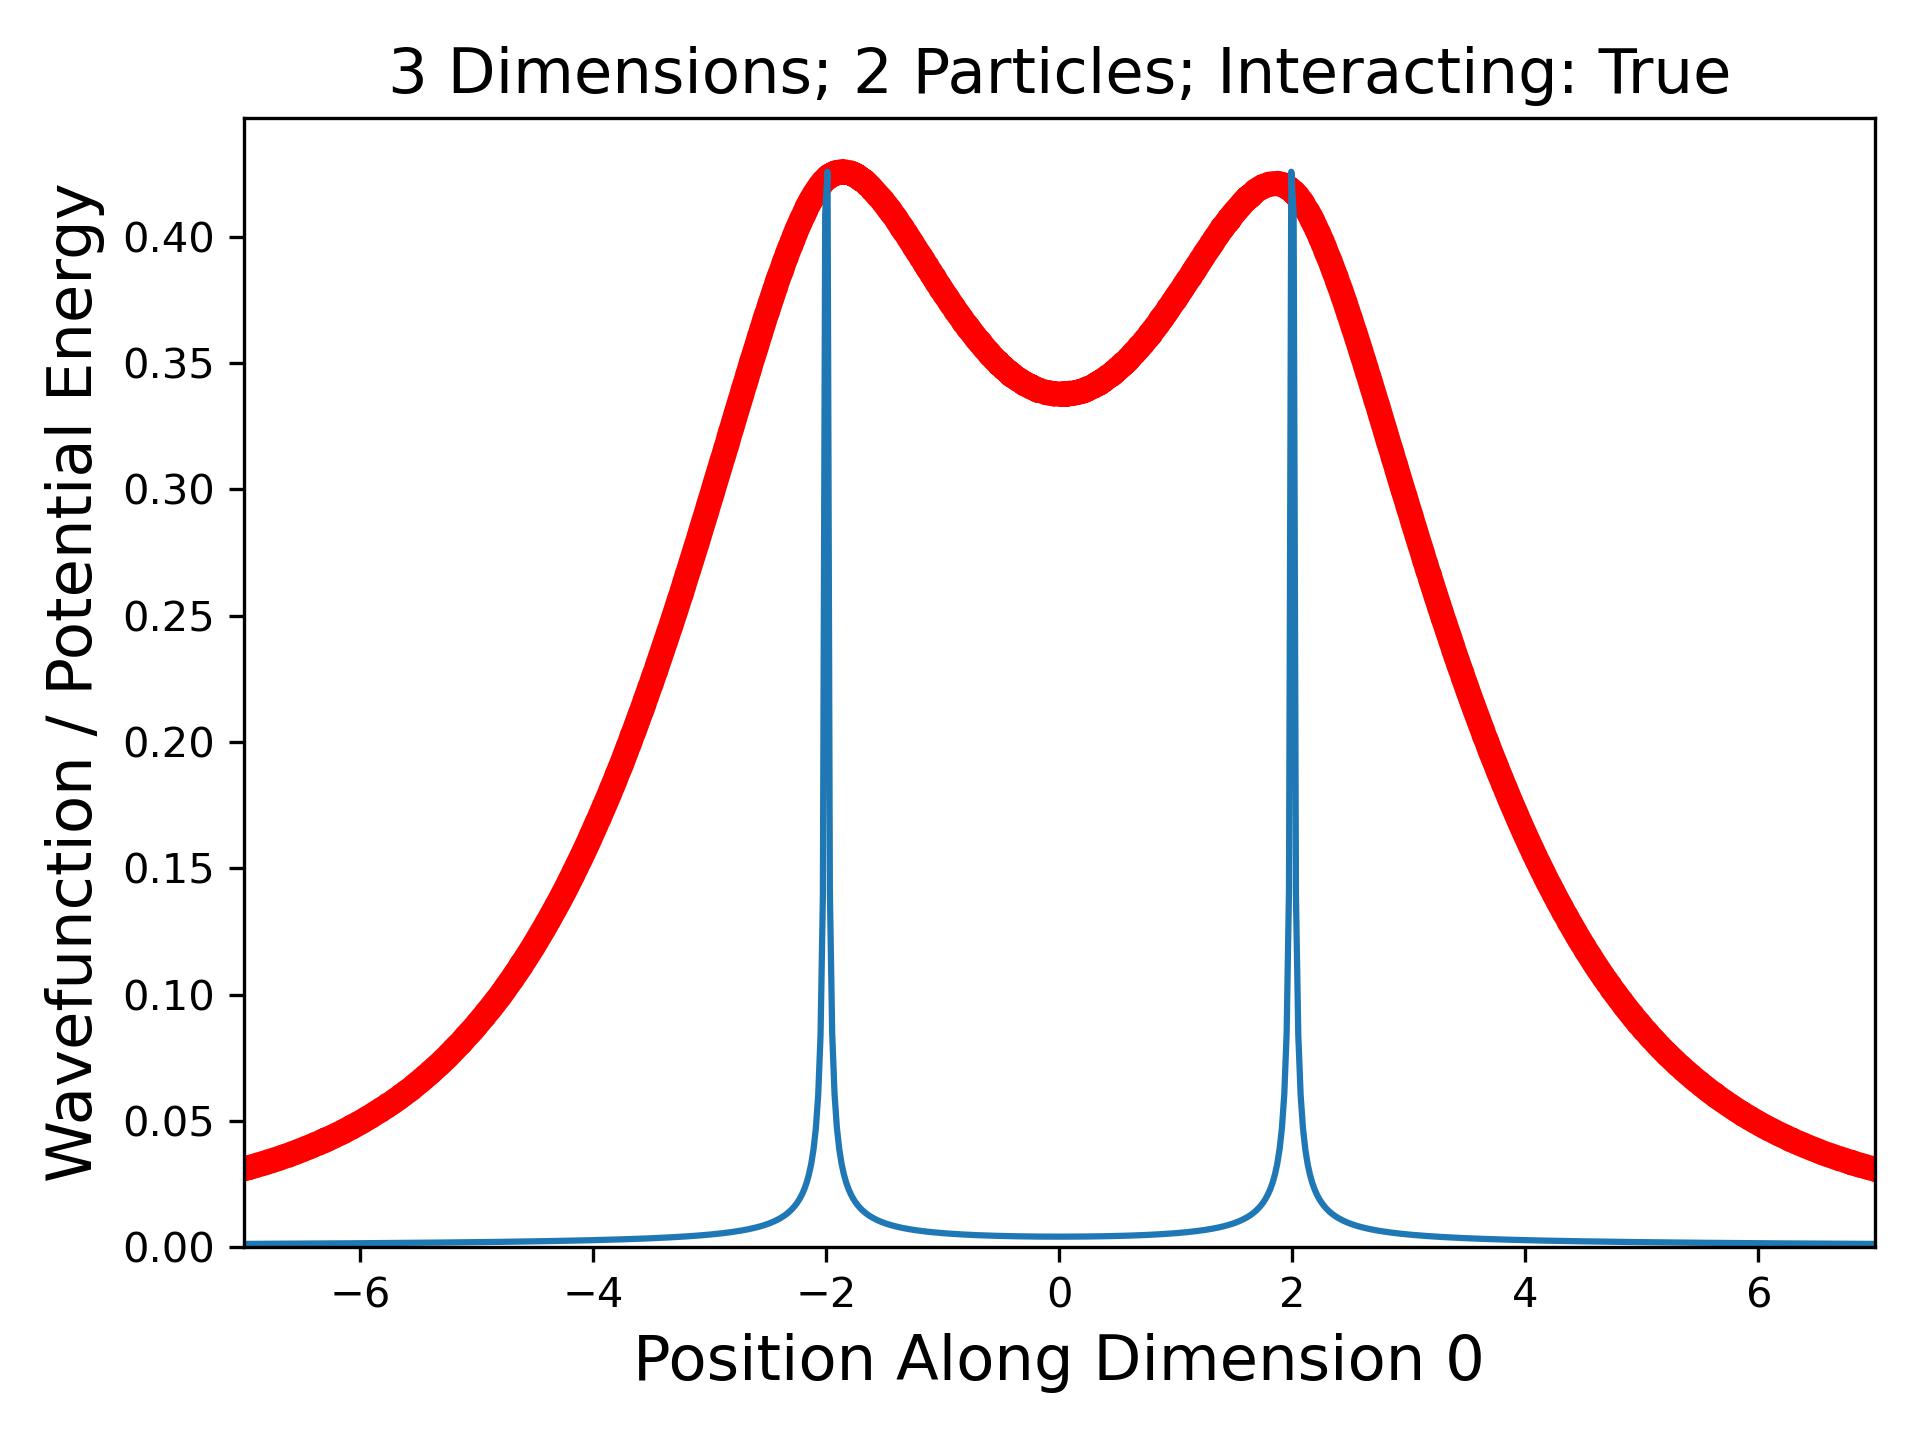 3 Dimensions; 2 Particles; Interacting: True
Wavefunction / Potential Energy
0.40
0.35
0.30
0.25
0.20
0.15
0.10
0.05
0.00
−6 −4 −2 0 2 4 6
Position Along Dimension 0